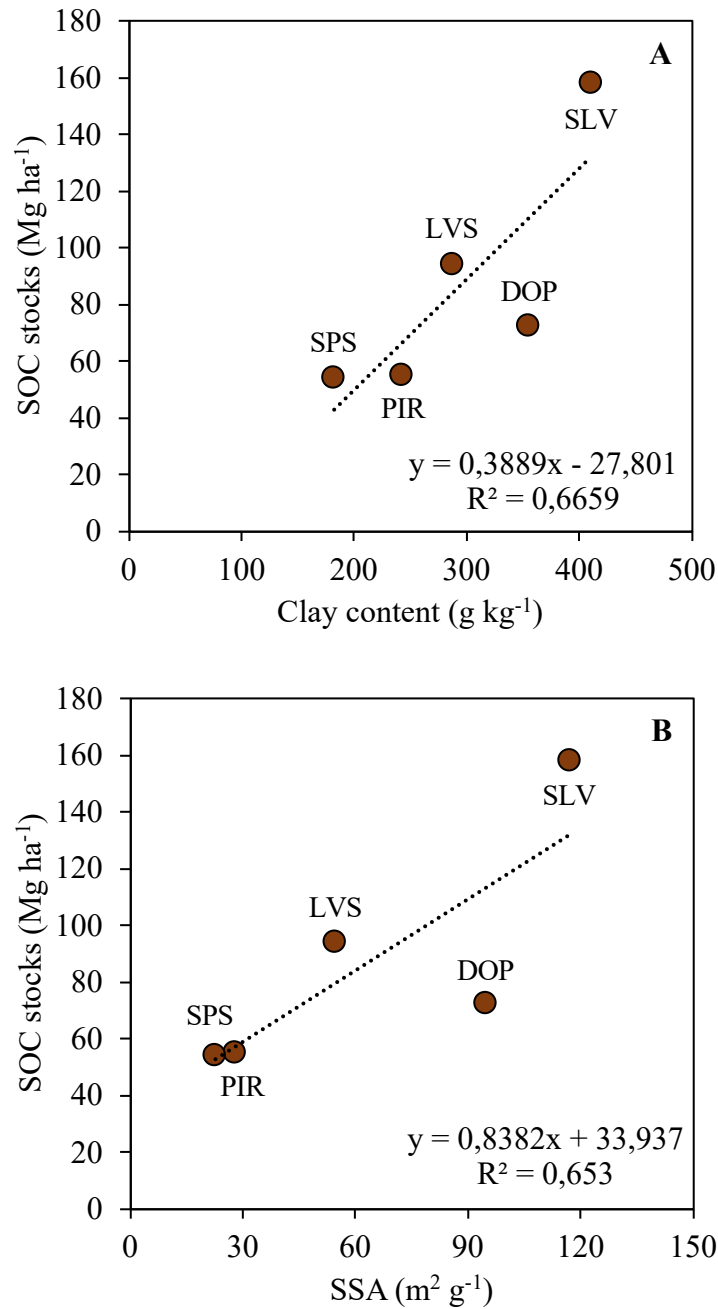 A
180
160
140
120
100
80
60
40
20
0
SOC stocks (Mg ha⁻¹)
SLV
LVS
DOP
SPS
PIR
y = 0,3889x - 27,801
R² = 0,6659
0 100 200 300 400 500
Clay content (g kg⁻¹)
B
180
160
140
120
100
80
60
40
20
0
SOC stocks (Mg ha⁻¹)
SLV
LVS
DOP
SPS
PIR
y = 0,8382x + 33,937
R² = 0,653
0 30 60 90 120 150
SSA (m² g⁻¹)